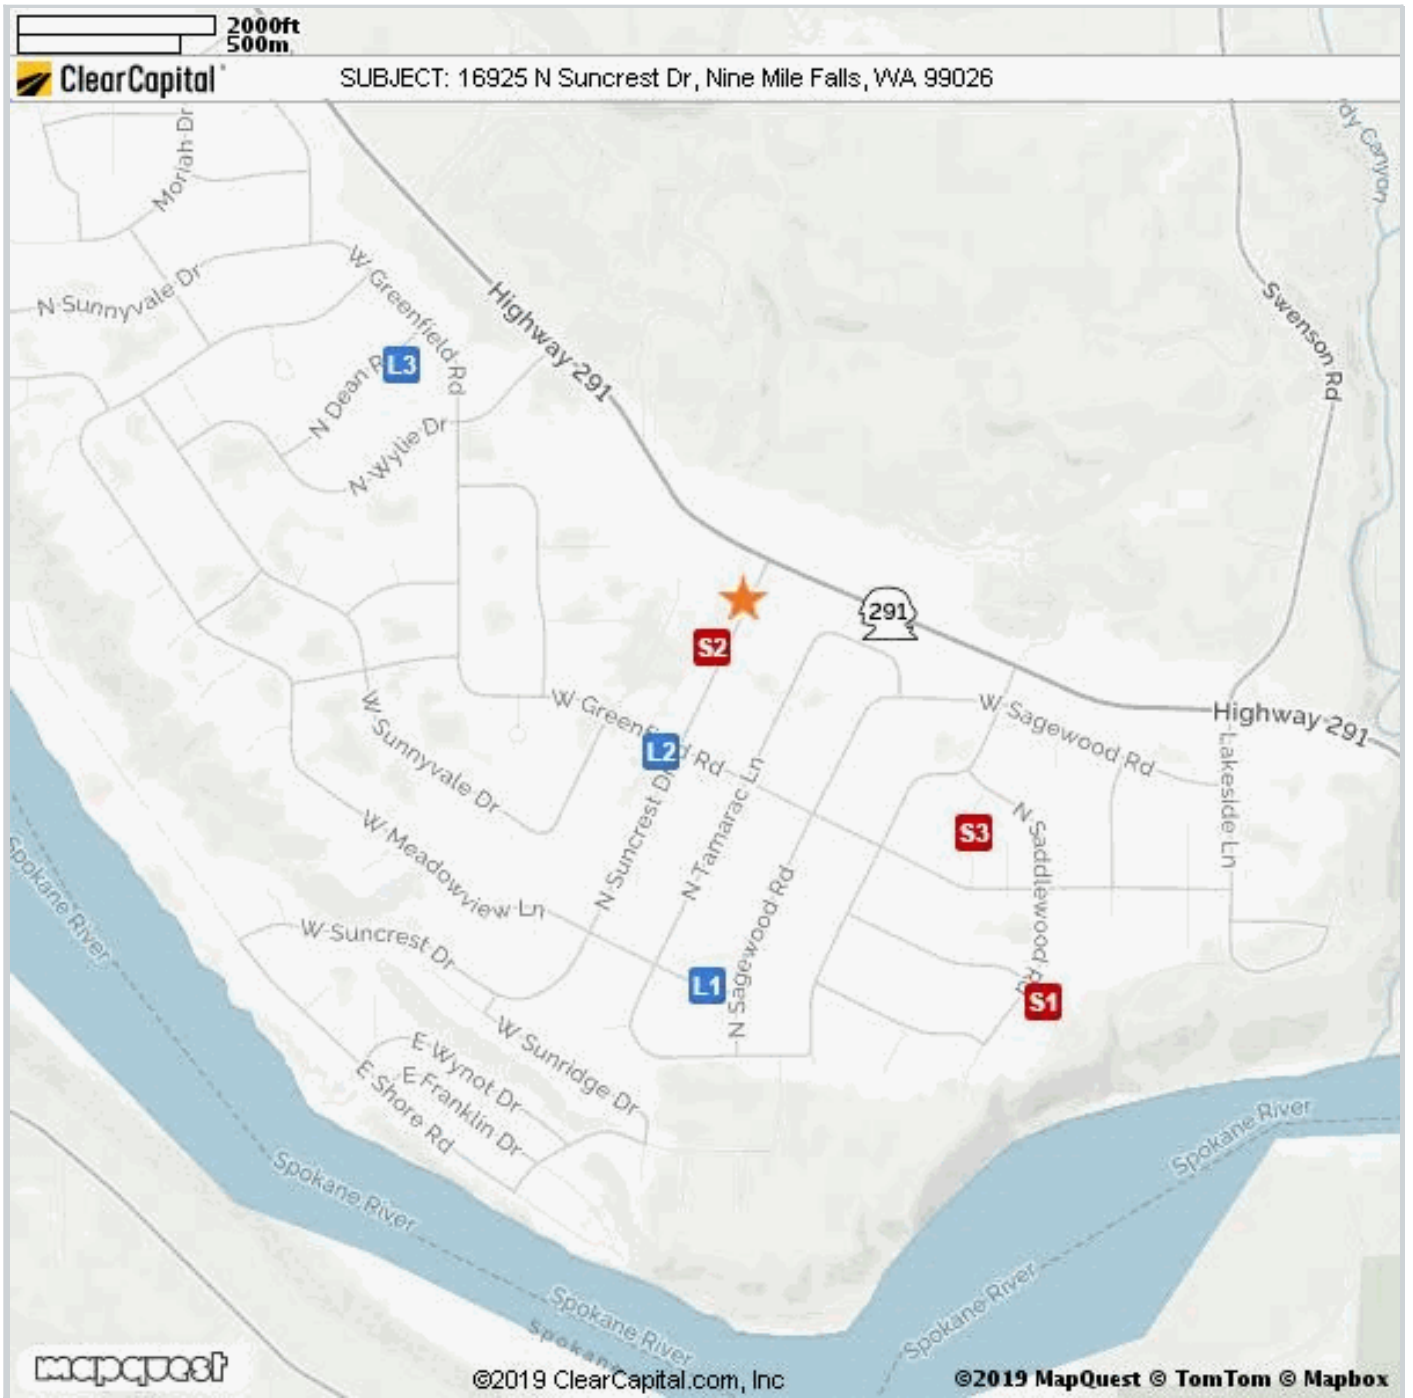 2000ft
500m
ClearCapital
SUBJECT: 16925 N Suncrest Dr, Nine Mile Falls, WA 99026
Moriah Dr
dy Canyon
N Sunnyvale Dr
W Greenfield Rd
Highway 291
Swenson Rd
L3
N Dean R
N Wylie Dr
291
S2
W Greenf
d Rd
L2
W Sagewood Rd
Highway 291
W Sunnyvale Dr
N Suncrest Dr
N Tamarac Ln
Lakeside Ln
S3
N Saddlewood Rd
W Meadowview Ln
N Sagewood Rd
W Suncrest Dr
L1
S1
Spokane River
W Sunridge Dr
E Wynot Dr
E Franklin Dr
E Shore Rd
Spokane River
Spokane River
Spokane River
Spokane River
Spokan
mapquest
©2019 ClearCapital.com, Inc
©2019 MapQuest © TomTom © Mapbox